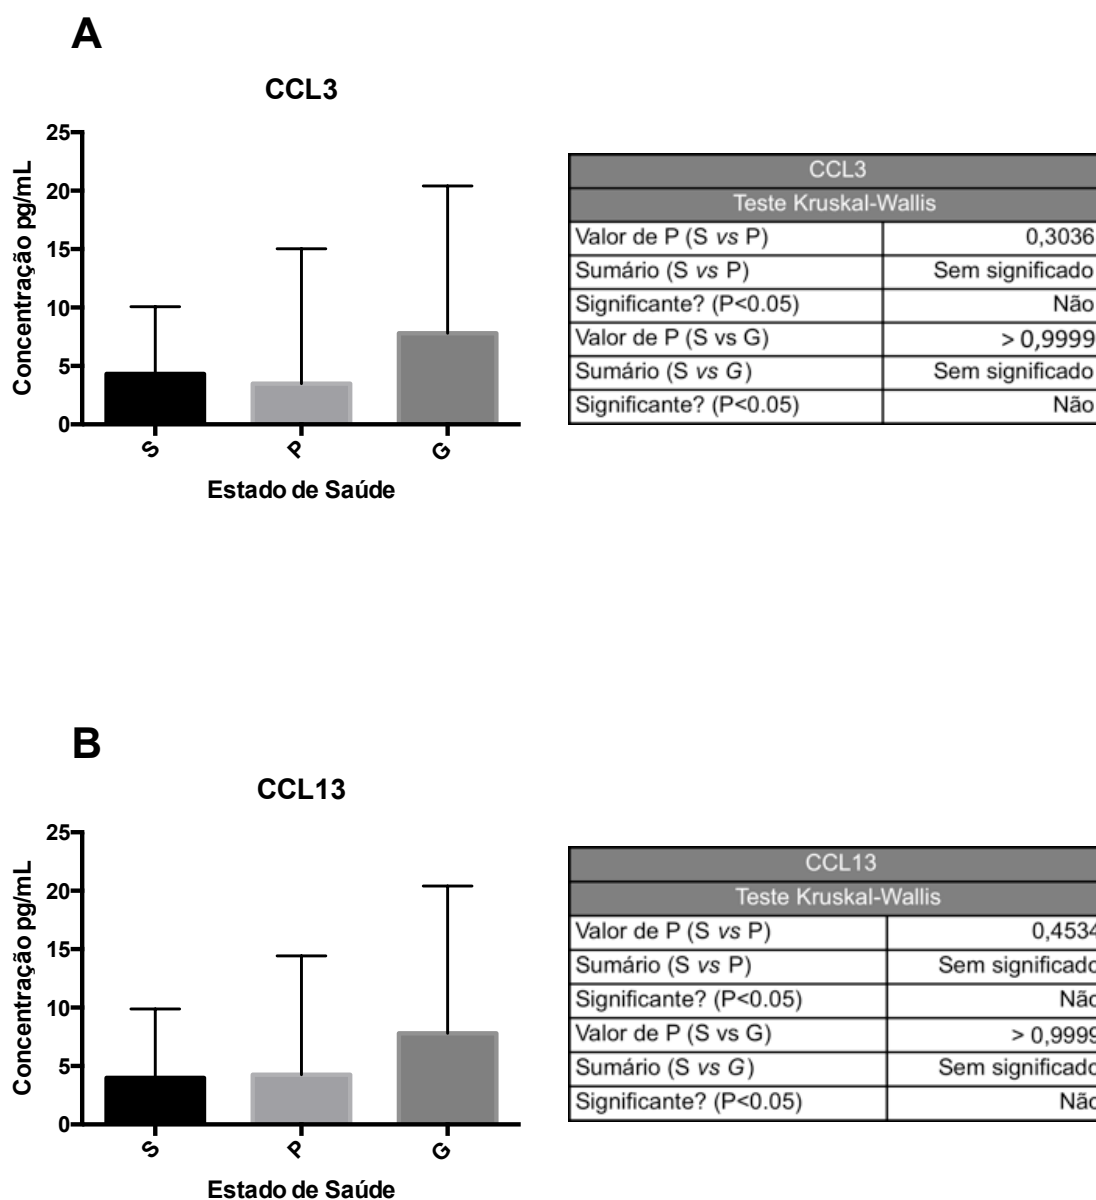 A
CCL3
Concentração pg/mL
25
20
15
10
5
0
S
P
G
Estado de Saúde
CCL3
Teste Kruskal-Wallis
Valor de P (S vs P) 0,3036
Sumário (S vs P) Sem significado
Significante? (P<0.05) Não
Valor de P (S vs G) > 0,9999
Sumário (S vs G) Sem significado
Significante? (P<0.05) Não
B
CCL13
Concentração pg/mL
25
20
15
10
5
0
S
P
G
Estado de Saúde
CCL13
Teste Kruskal-Wallis
Valor de P (S vs P) 0,4534
Sumário (S vs P) Sem significado
Significante? (P<0.05) Não
Valor de P (S vs G) > 0,9999
Sumário (S vs G) Sem significado
Significante? (P<0.05) Não